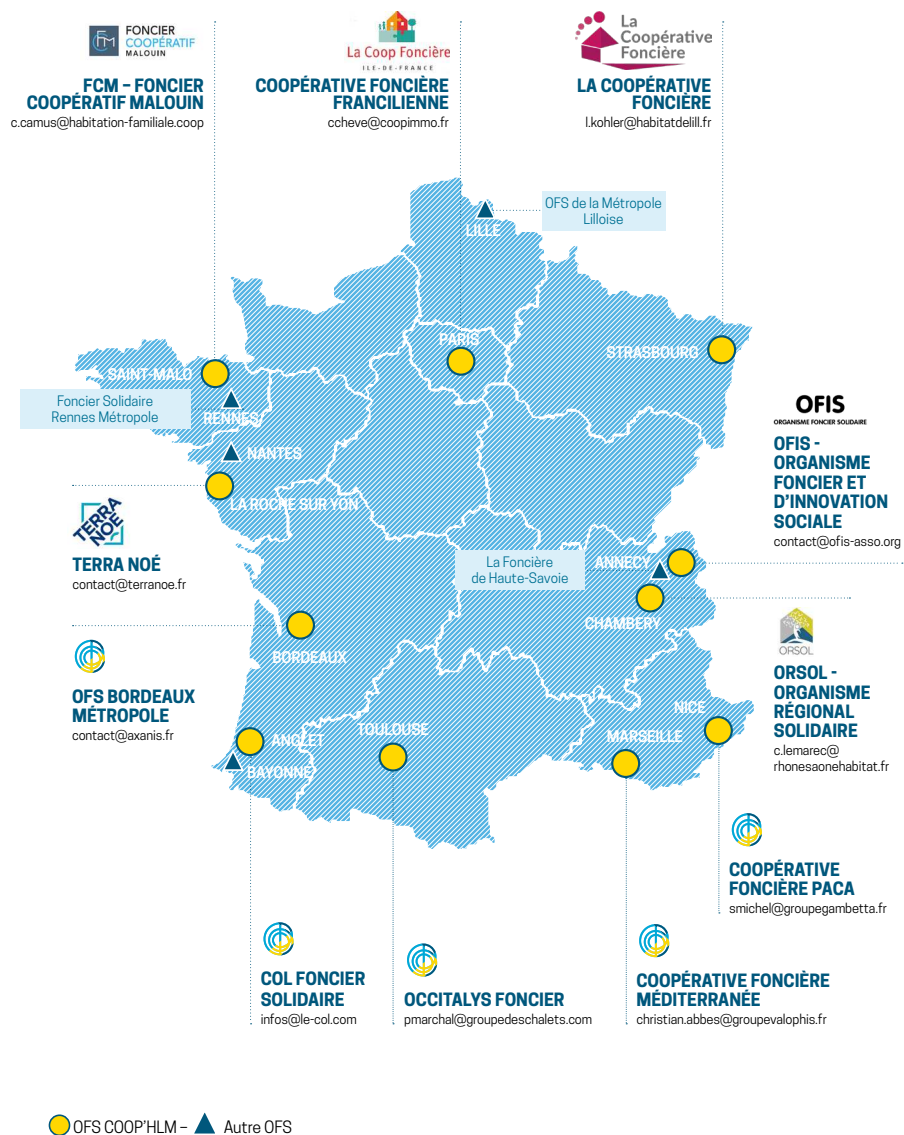 FONCIER
COOPÉRATIF
MALOUIN
FCM – FONCIER
COOPÉRATIF MALOUIN
c.camus@habitation-familiale.coop
La Coop Foncière
ILE-DE-FRANCE
COOPÉRATIVE FONCIÈRE
FRANCILIENNE
ccheve@coopimmo.fr
La
Coopérative
Foncière
LA COOPÉRATIVE
FONCIÈRE
l.kohler@habitatdelill.fr
OFS de la Métropole
Lilloise
LILLE
PARIS
STRASBOURG
SAINT-MALO
Foncier Solidaire
Rennes Métropole
RENNES
NANTES
LA ROCHE SUR YON
TERRA
NOÉ
TERRA NOÉ
contact@terranoe.fr
OFIS
ORGANISME FONCIER SOLIDAIRE
OFIS -
ORGANISME
FONCIER ET
D'INNOVATION
SOCIALE
contact@ofis-asso.org
La Foncière
de Haute-Savoie
ANNECY
CHAMBERY
BORDEAUX
OFS BORDEAUX
MÉTROPOLE
contact@axanis.fr
ORSOL
ORSOL -
ORGANISME
RÉGIONAL
SOLIDAIRE
c.lemarec@
rhonesaonehabitat.fr
NICE
MARSEILLE
TOULOUSE
ANGLET
BAYONNE
COOPÉRATIVE
FONCIÈRE PACA
smichel@groupegambetta.fr
COL FONCIER
SOLIDAIRE
infos@le-col.com
OCCITALYS FONCIER
pmarchal@groupedeschalets.com
COOPÉRATIVE FONCIÈRE
MÉDITERRANÉE
christian.abbes@groupevalophis.fr
OFS COOP'HLM – Autre OFS